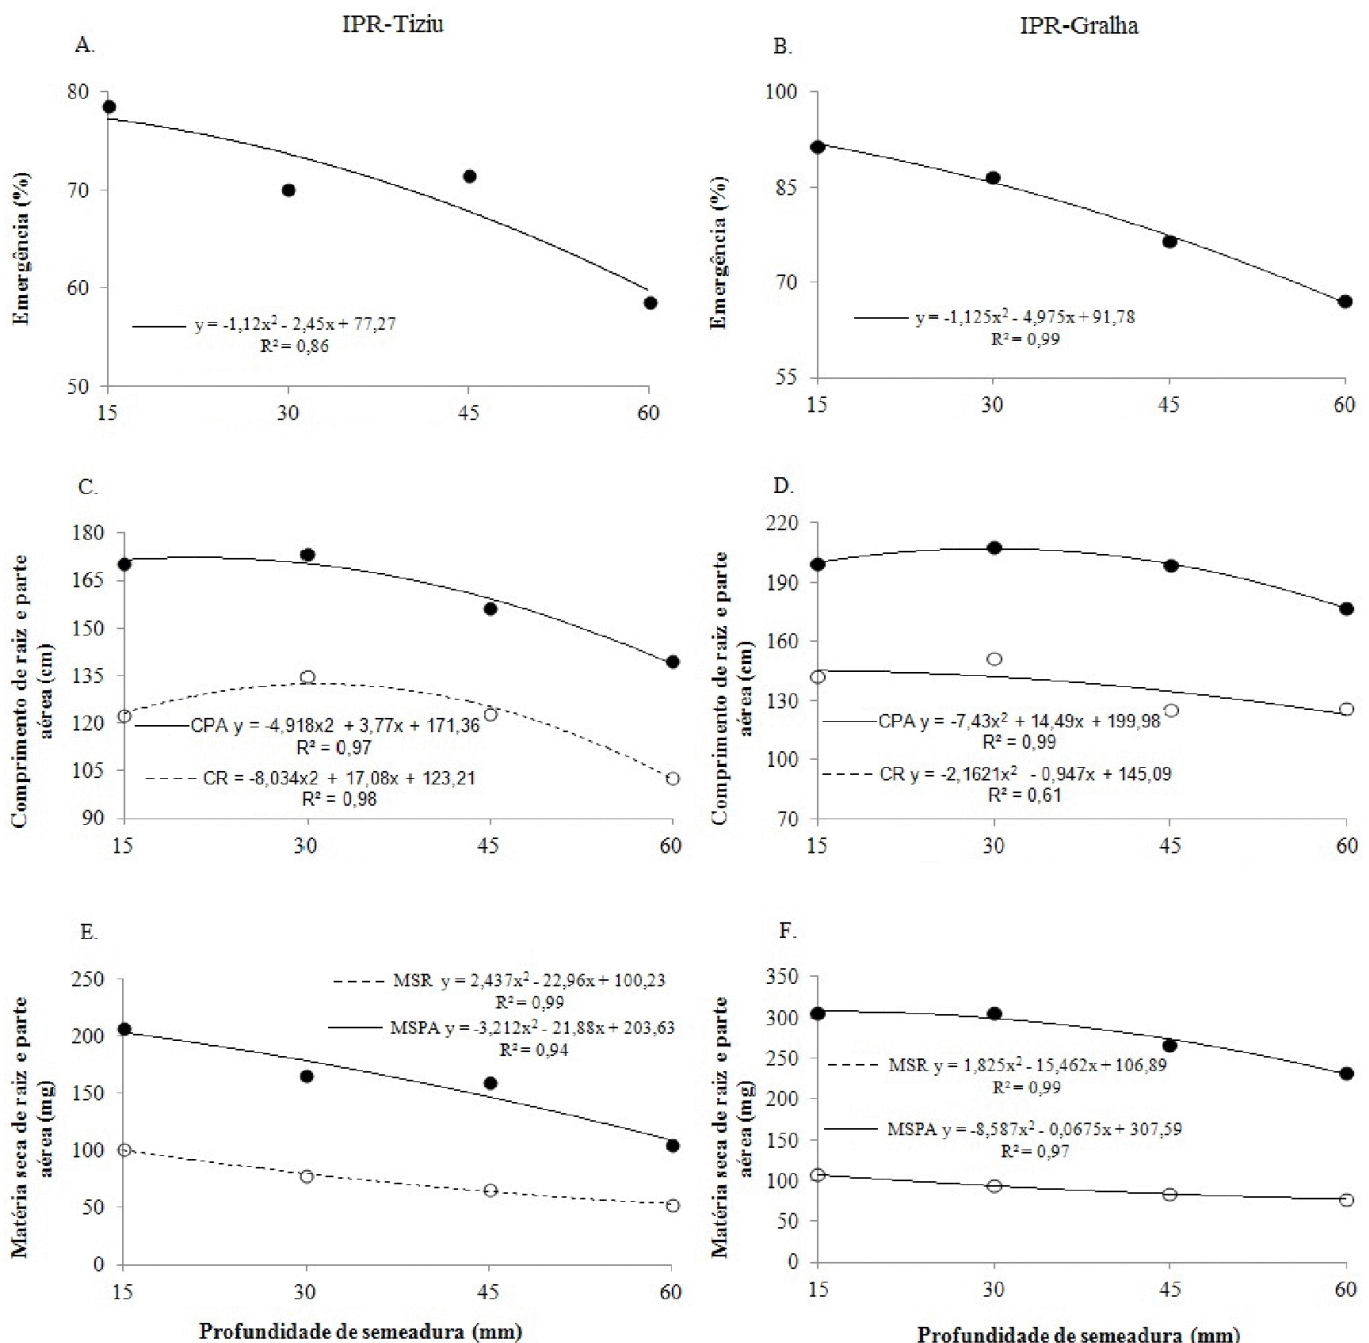 IPR-Tiziu
IPR-Gralha
A.
80
70
60
50
15 30 45 60
Emergência (%)
y = -1,12x² - 2,45x + 77,27
R² = 0,86
B.
100
85
70
55
15 30 45 60
Emergência (%)
y = -1,125x² - 4,975x + 91,78
R² = 0,99
C.
180
165
150
135
120
105
90
15 30 45 60
Comprimento de raiz e parte
aérea (cm)
CPA y = -4,918x2 + 3,77x + 171,36
R² = 0,97
CR = -8,034x2 + 17,08x + 123,21
R² = 0,98
D.
220
190
160
130
100
70
15 30 45 60
Comprimento de raiz e parte
aérea (cm)
CPA y = -7,43x² + 14,49x + 199,98
R² = 0,99
CR y = -2,1621x² - 0,947x + 145,09
R² = 0,61
E.
250
200
150
100
50
0
15 30 45 60
Matéria seca de raiz e parte
aérea (mg)
MSR y = 2,437x² - 22,96x + 100,23
R² = 0,99
MSPA y = -3,212x² - 21,88x + 203,63
R² = 0,94
Profundidade de semeadura (mm)
F.
350
300
250
200
150
100
50
0
15 30 45 60
Matéria seca de raiz e parte
aérea (mg)
MSR y = 1,825x² - 15,462x + 106,89
R² = 0,99
MSPA y = -8,587x² - 0,0675x + 307,59
R² = 0,97
Profundidade de semeadura (mm)